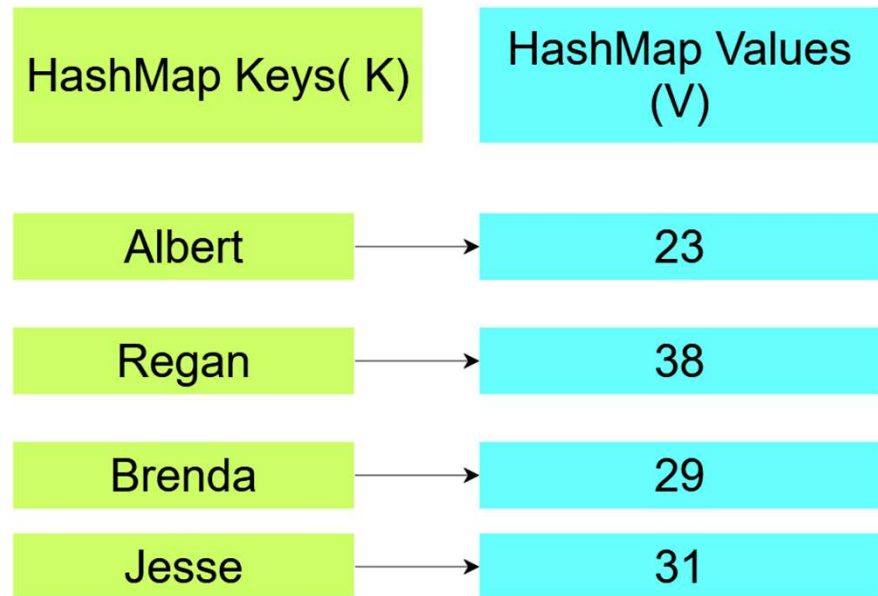 HashMap Keys( K)
HashMap Values
(V)
Albert
23
Regan
38
Brenda
29
Jesse
31